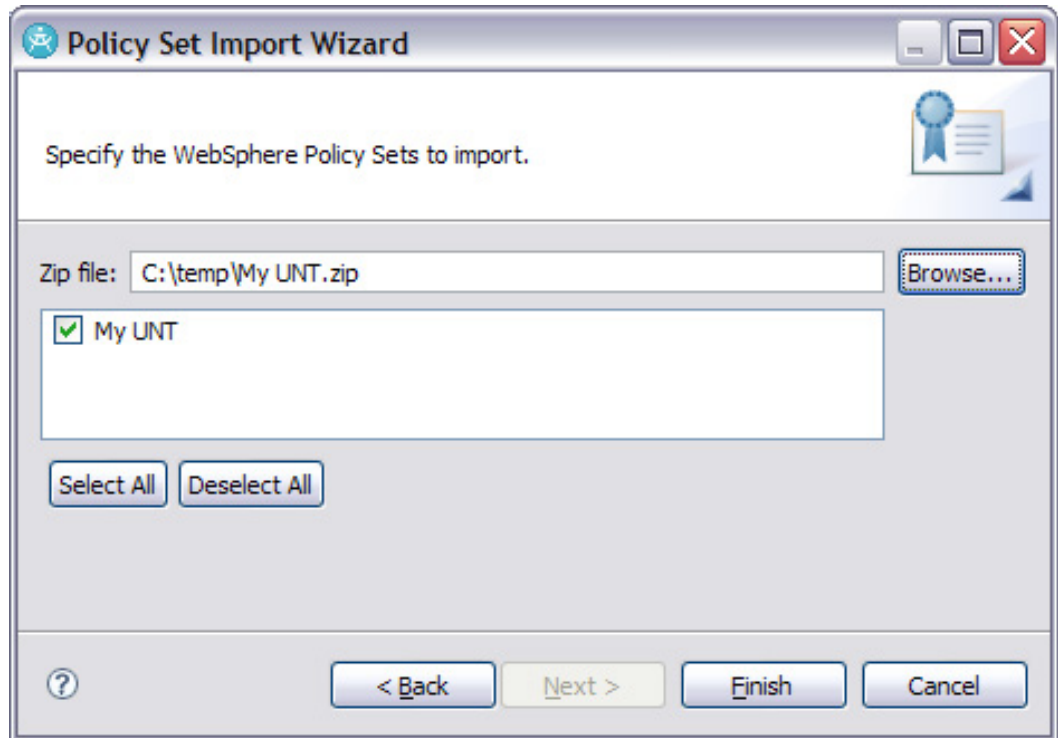 Policy Set Import Wizard
Specify the WebSphere Policy Sets to import.
Zip file: C:\temp\My UNT.zip Browse...
My UNT
Select All Deselect All
? < Back Next > Finish Cancel